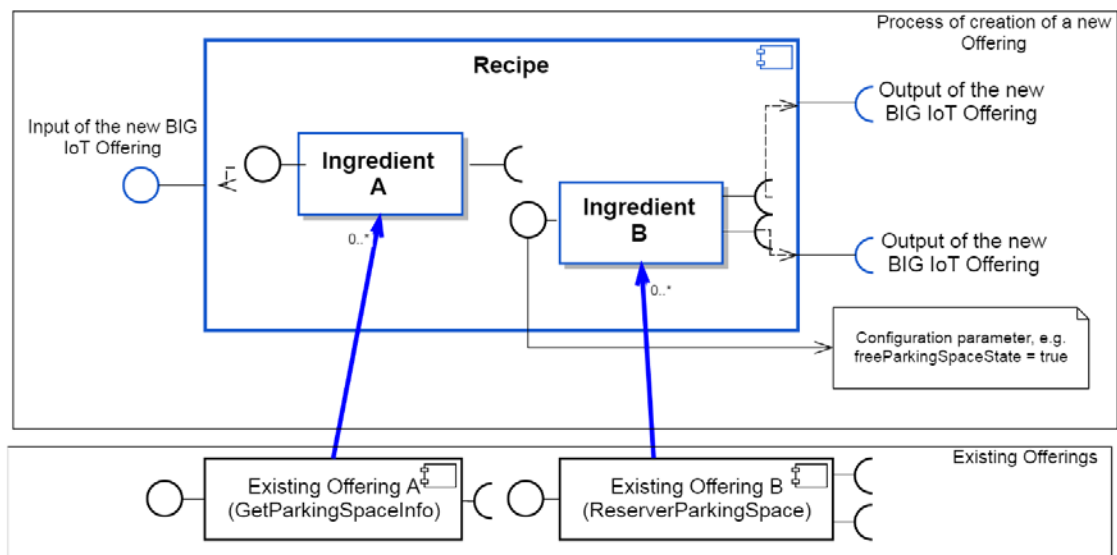 Process of creation of a new
Offering
Recipe
Output of the new
BIG IoT Offering
Input of the new BIG
IoT Offering
Ingredient
A
Ingredient
B
0..*
Output of the new
BIG IoT Offering
0..*
Configuration parameter, e.g.
freeParkingSpaceState = true
Existing Offerings
Existing Offering A
(GetParkingSpaceInfo)
Existing Offering B
(ReserverParkingSpace)